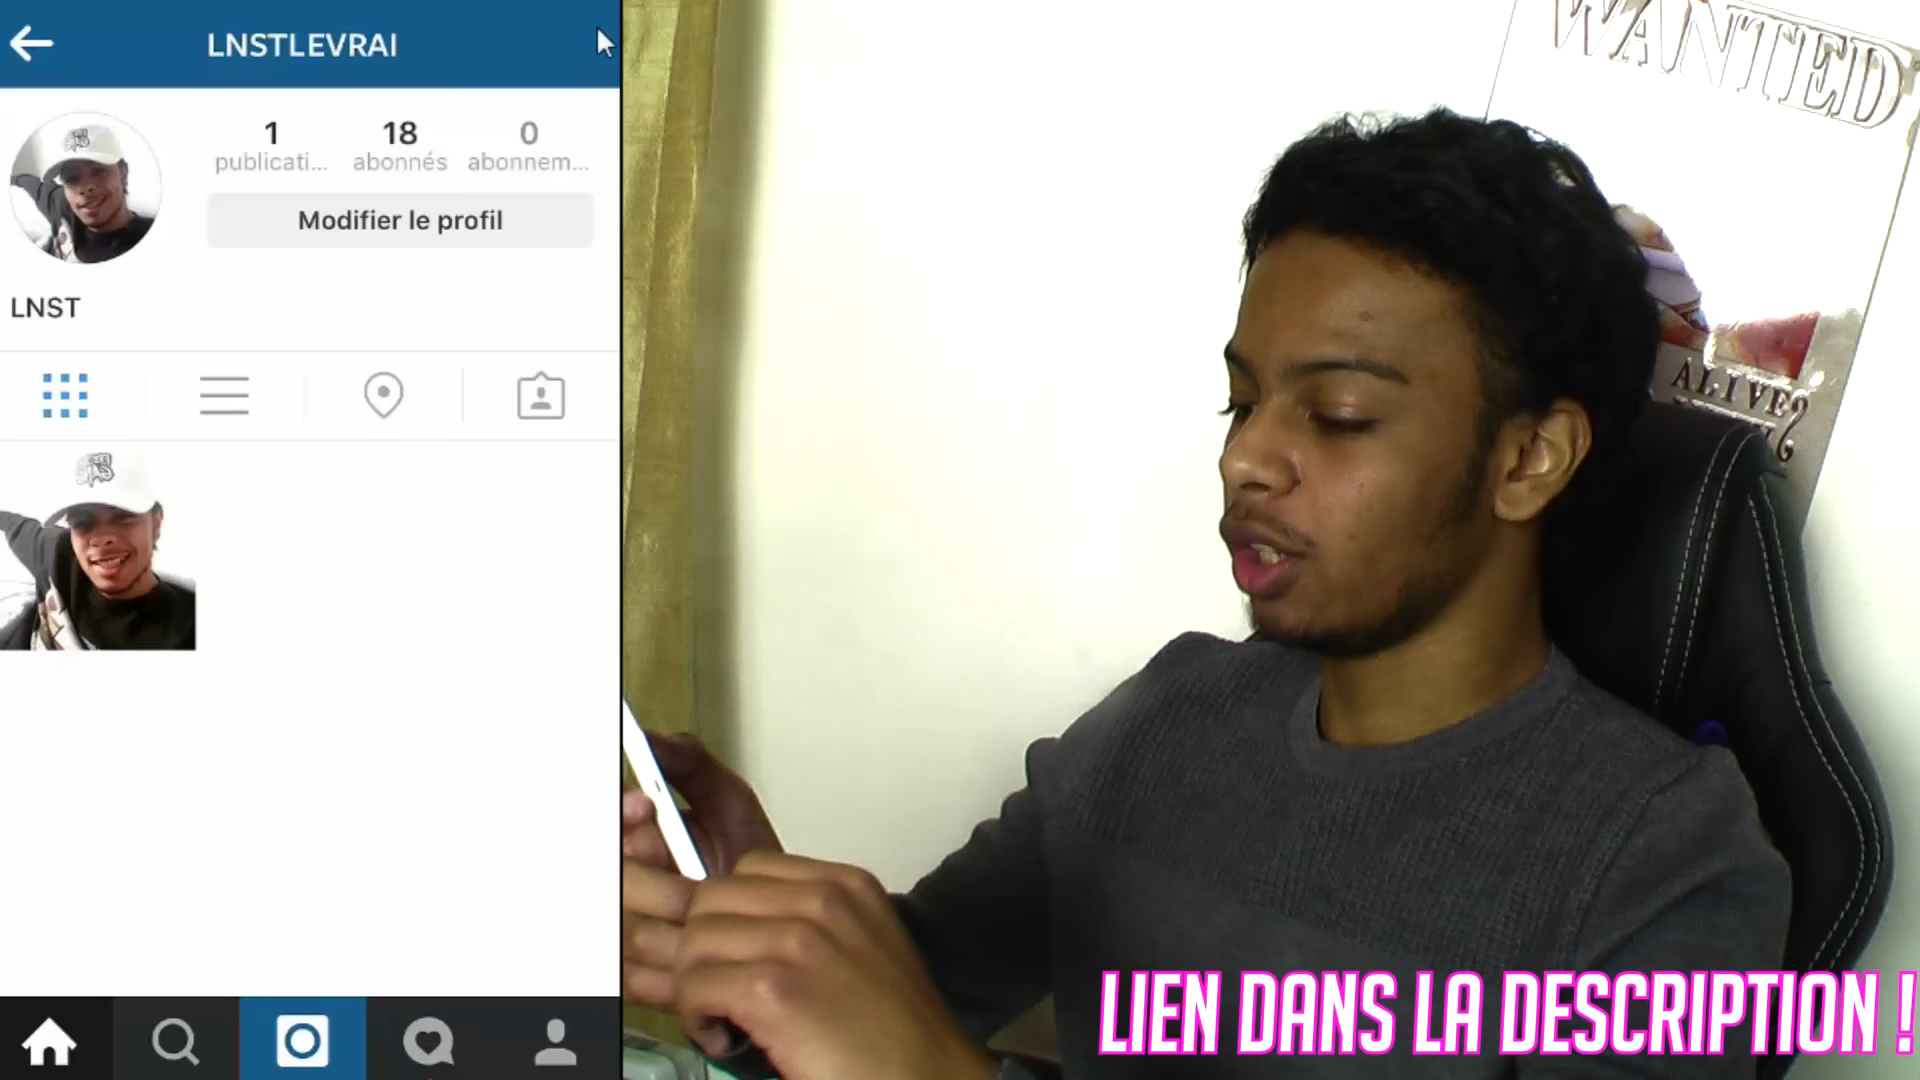 LNSTLEVRAI
1
publicati...
18
abonnés
0
abonnem...
Modifier le profil
LNST
WANTED
ALIVE
LIEN DANS LA DESCRIPTION !